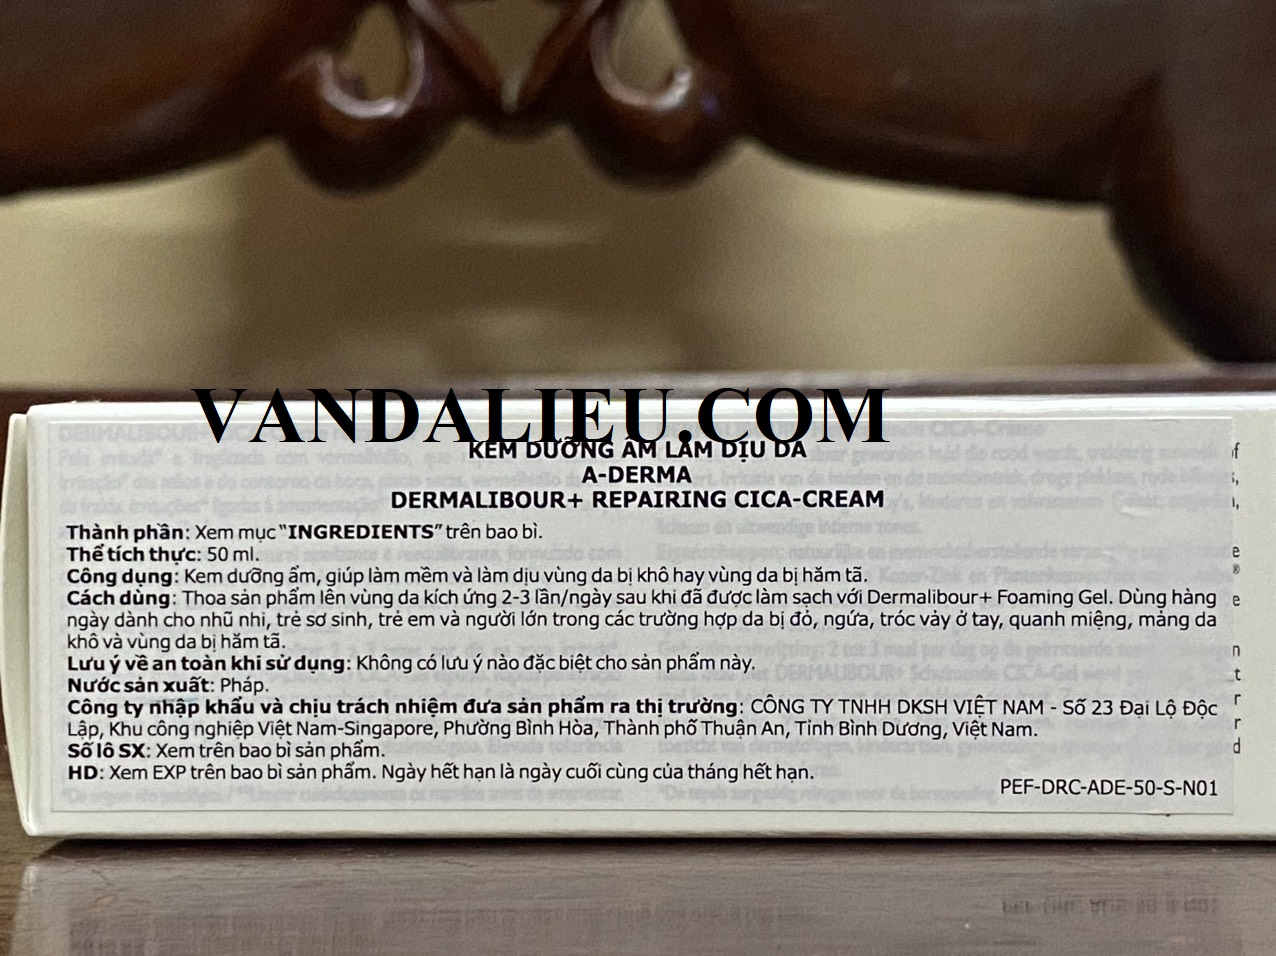 VANDALIEU.COM
KEM DƯỠNG ẨM LÀM DỊU DA
A-DERMA
DERMALIBOUR+ REPAIRING CICA-CREAM
Thành phần: Xem mục "INGREDIENTS" trên bao bì.
Thể tích thực: 50 ml.
Công dụng: Kem dưỡng ẩm, giúp làm mềm và làm dịu vùng da bị khô hay vùng da bị hăm tã.
Cách dùng: Thoa sản phẩm lên vùng da kích ứng 2-3 lần/ngày sau khi đã được làm sạch với Dermalibour+ Foaming Gel. Dùng hàng
ngày dành cho nhũ nhi, trẻ sơ sinh, trẻ em và người lớn trong các trường hợp da bị đỏ, ngứa, tróc vảy ở tay, quanh miệng, mảng da
khô và vùng da bị hăm tã.
Lưu ý về an toàn khi sử dụng: Không có lưu ý nào đặc biệt cho sản phẩm này.
Nước sản xuất: Pháp.
Công ty nhập khẩu và chịu trách nhiệm đưa sản phẩm ra thị trường: CÔNG TY TNHH DKSH VIỆT NAM - Số 23 Đại Lộ Độc
Lập, Khu công nghiệp Việt Nam-Singapore, Phường Bình Hòa, Thành phố Thuận An, Tỉnh Bình Dương, Việt Nam.
Số lô SX: Xem trên bao bì sản phẩm.
HD: Xem EXP trên bao bì sản phẩm. Ngày hết hạn là ngày cuối cùng của tháng hết hạn.
PEF-DRC-ADE-50-S-N01